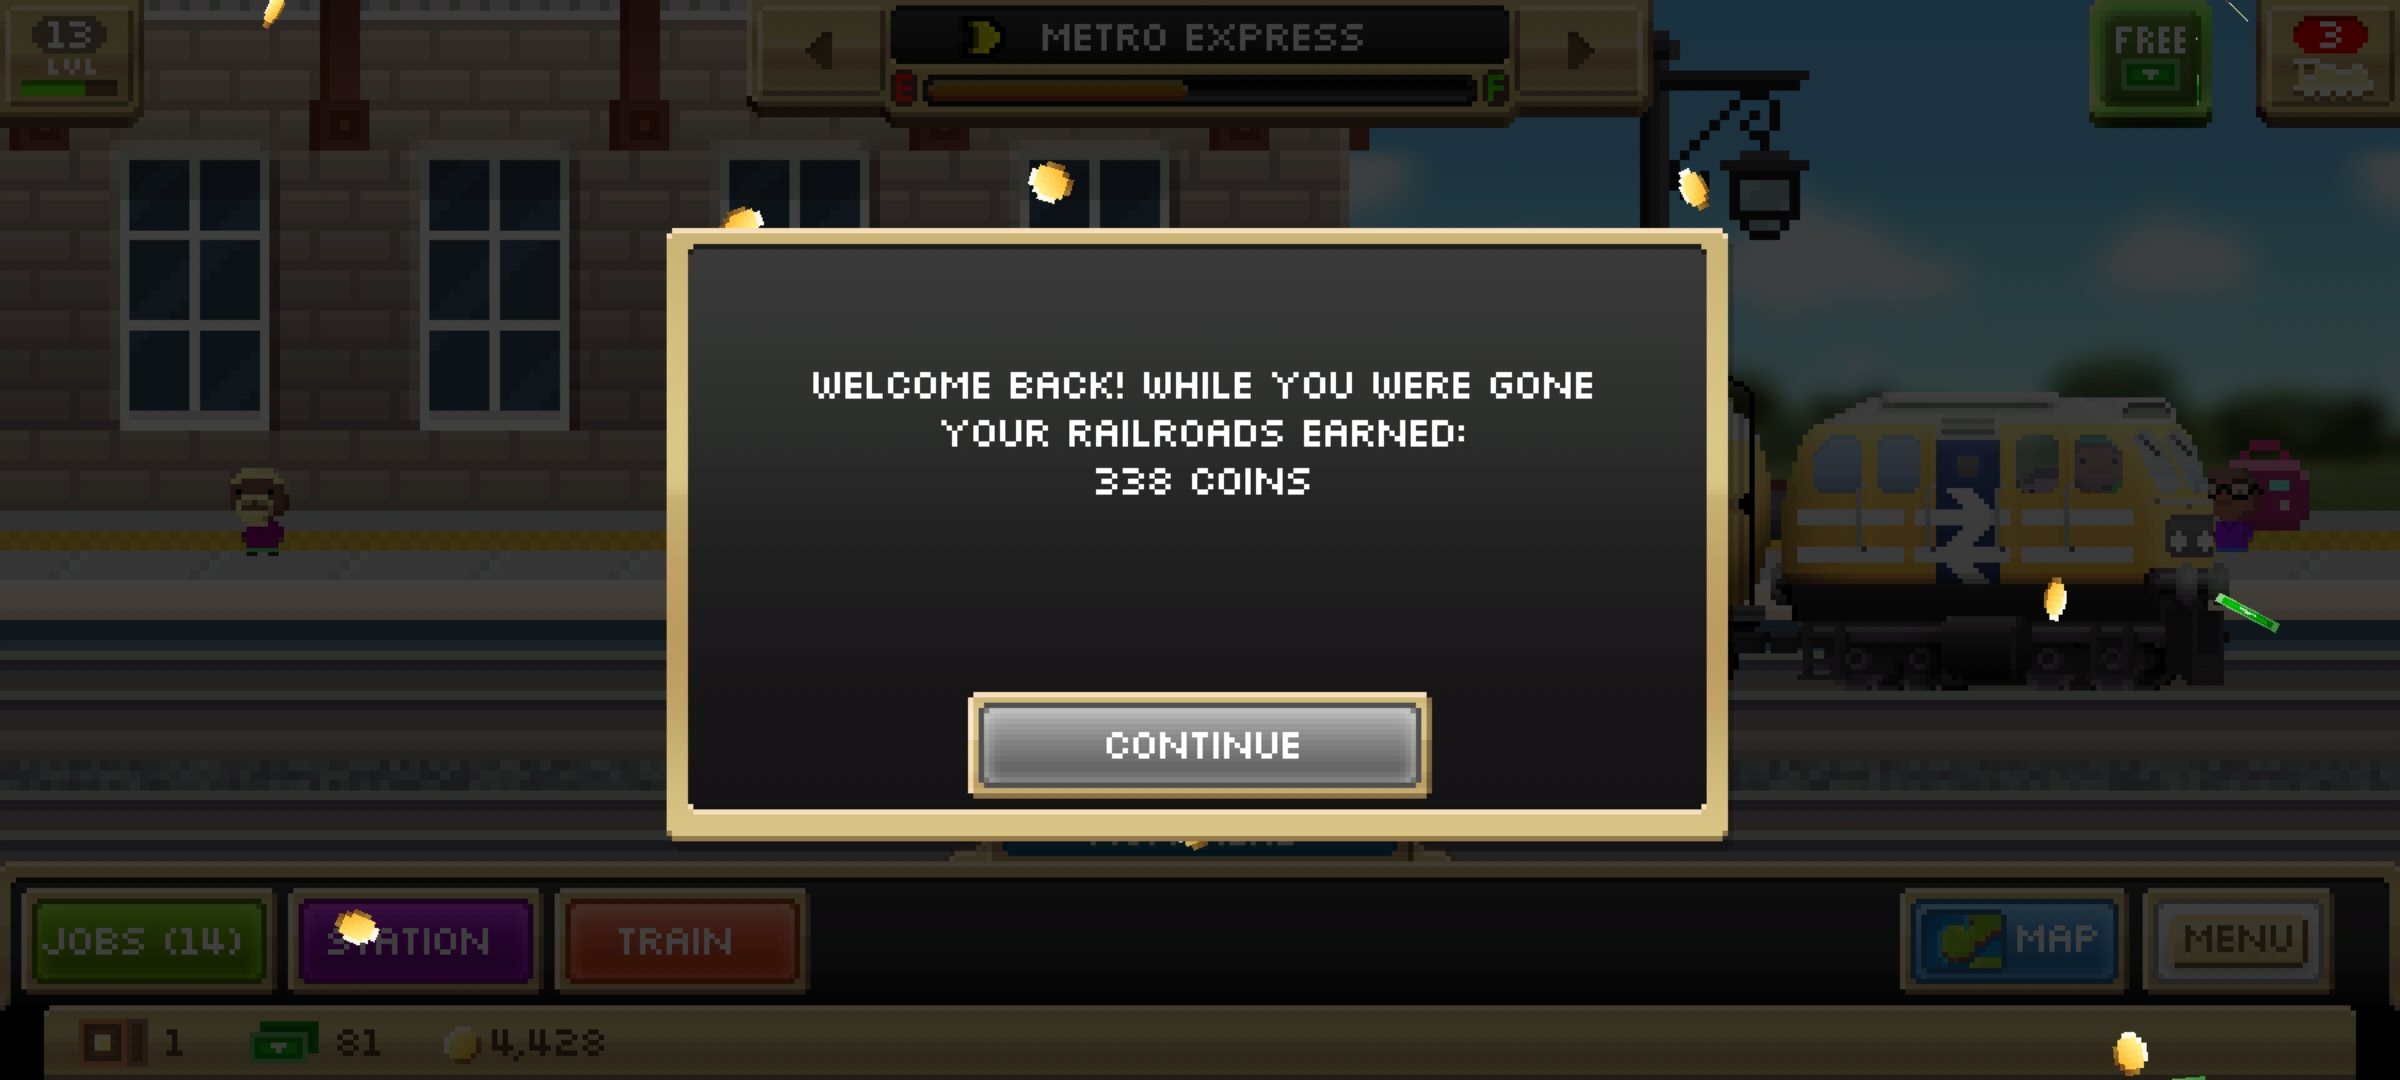 13
LVL
METRO EXPRESS
E
F
FREE
3
WELCOME BACK! WHILE YOU WERE GONE
YOUR RAILROADS EARNED:
338 COINS
CONTINUE
JOBS (14)
STATION
TRAIN
MAP
MENU
1
81
4,428